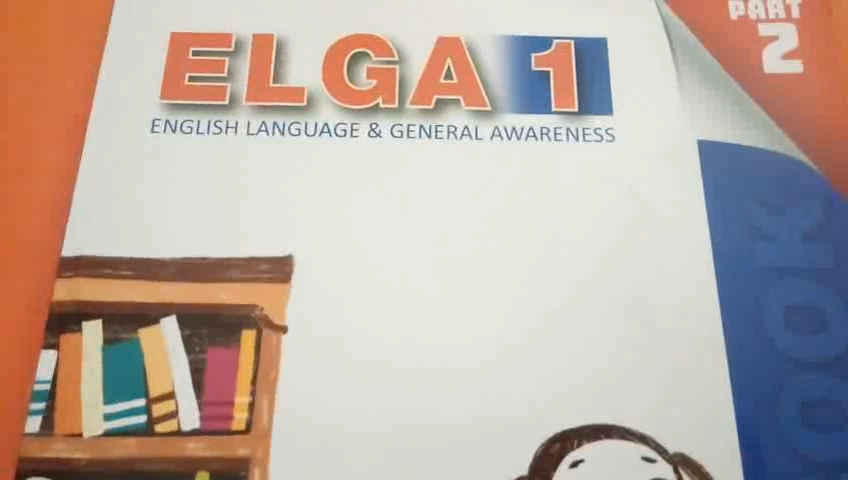 ELGA 1
ENGLISH LANGUAGE & GENERAL AWARENESS
PART
2